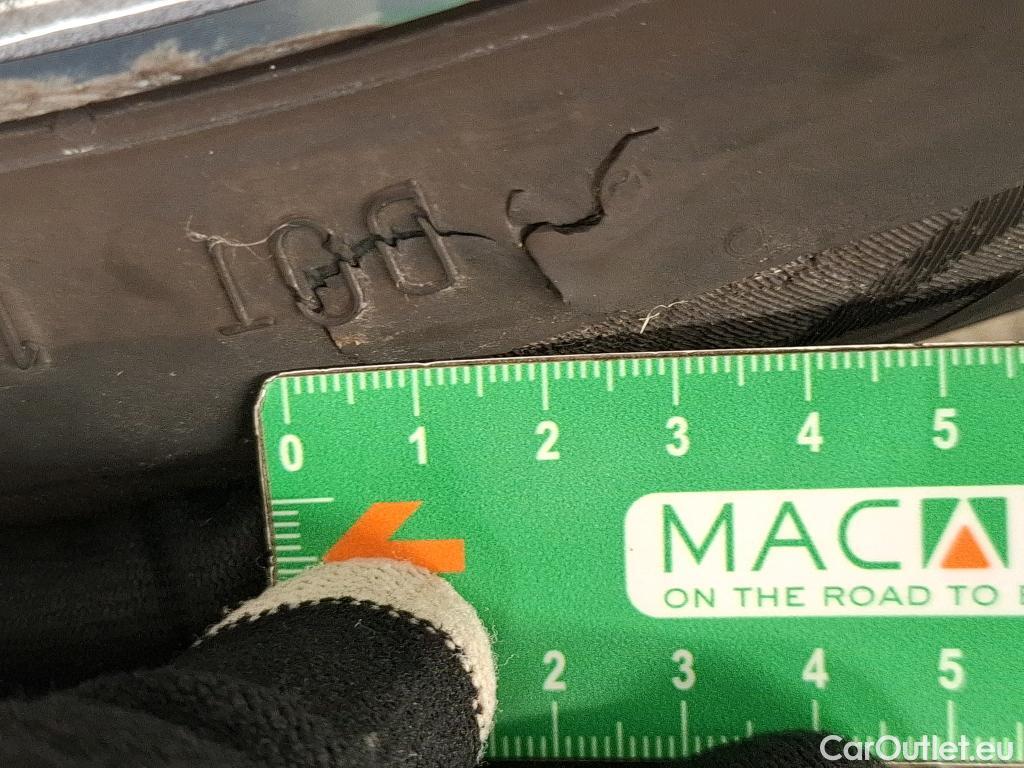 100
0 1 2 3 4 5
MAC
ON THE ROAD TO
2 3 4 5
CarOutlet.eu